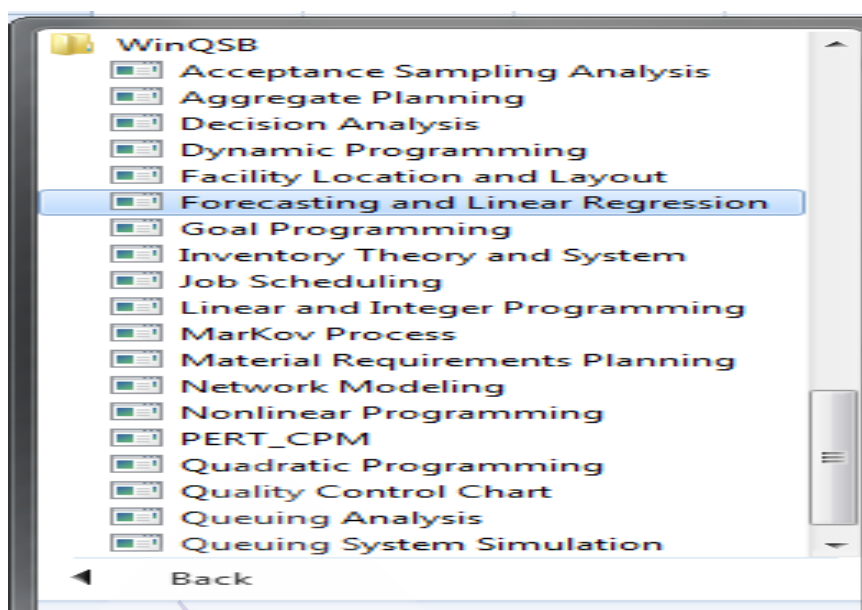 WinQSB
Acceptance Sampling Analysis
Aggregate Planning
Decision Analysis
Dynamic Programming
Facility Location and Layout
Forecasting and Linear Regression
Goal Programming
Inventory Theory and System
Job Scheduling
Linear and Integer Programming
MarKov Process
Material Requirements Planning
Network Modeling
Nonlinear Programming
PERT_CPM
Quadratic Programming
Quality Control Chart
Queuing Analysis
Queuing System Simulation
Back